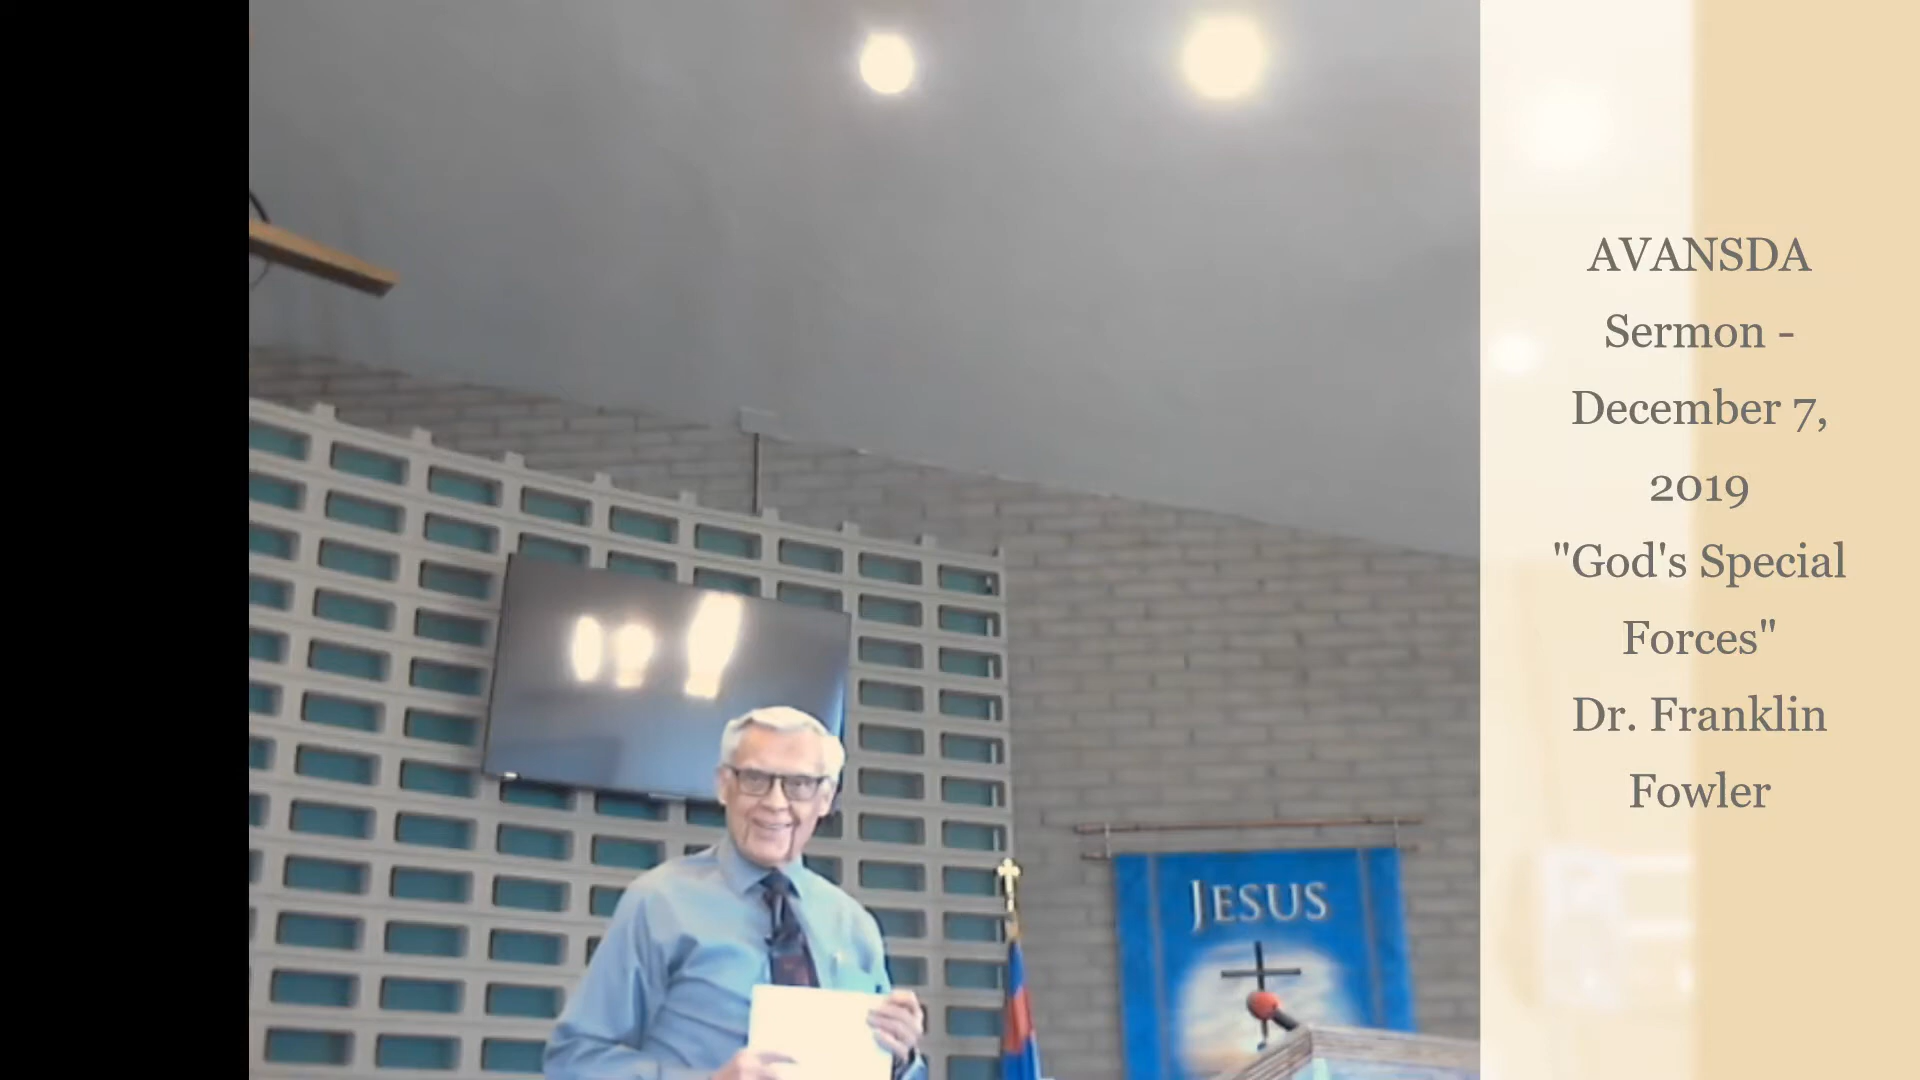 AVANSDA
Sermon -
December 7,
2019
"God's Special
Forces"
Dr. Franklin
Fowler
JESUS